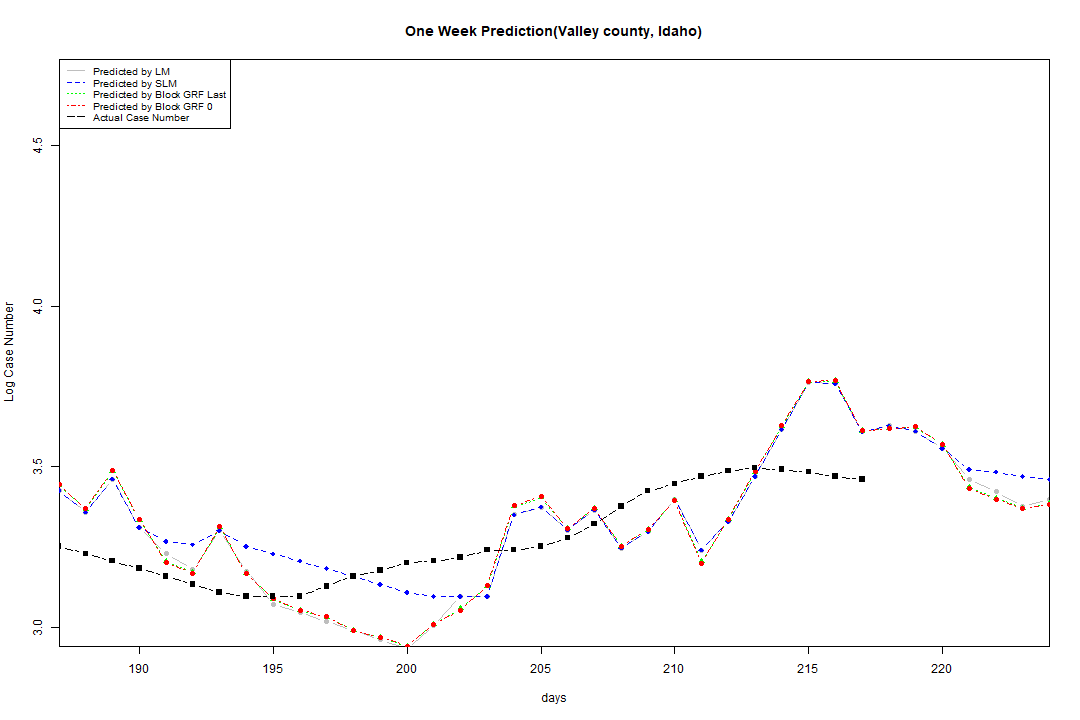 One Week Prediction(Valley county, Idaho)
Predicted by LM
Predicted by SLM
Predicted by Block GRF Last
Predicted by Block GRF 0
Actual Case Number
4.5
4.0
3.5
3.0
Log Case Number
190 195 200 205 210 215 220
days